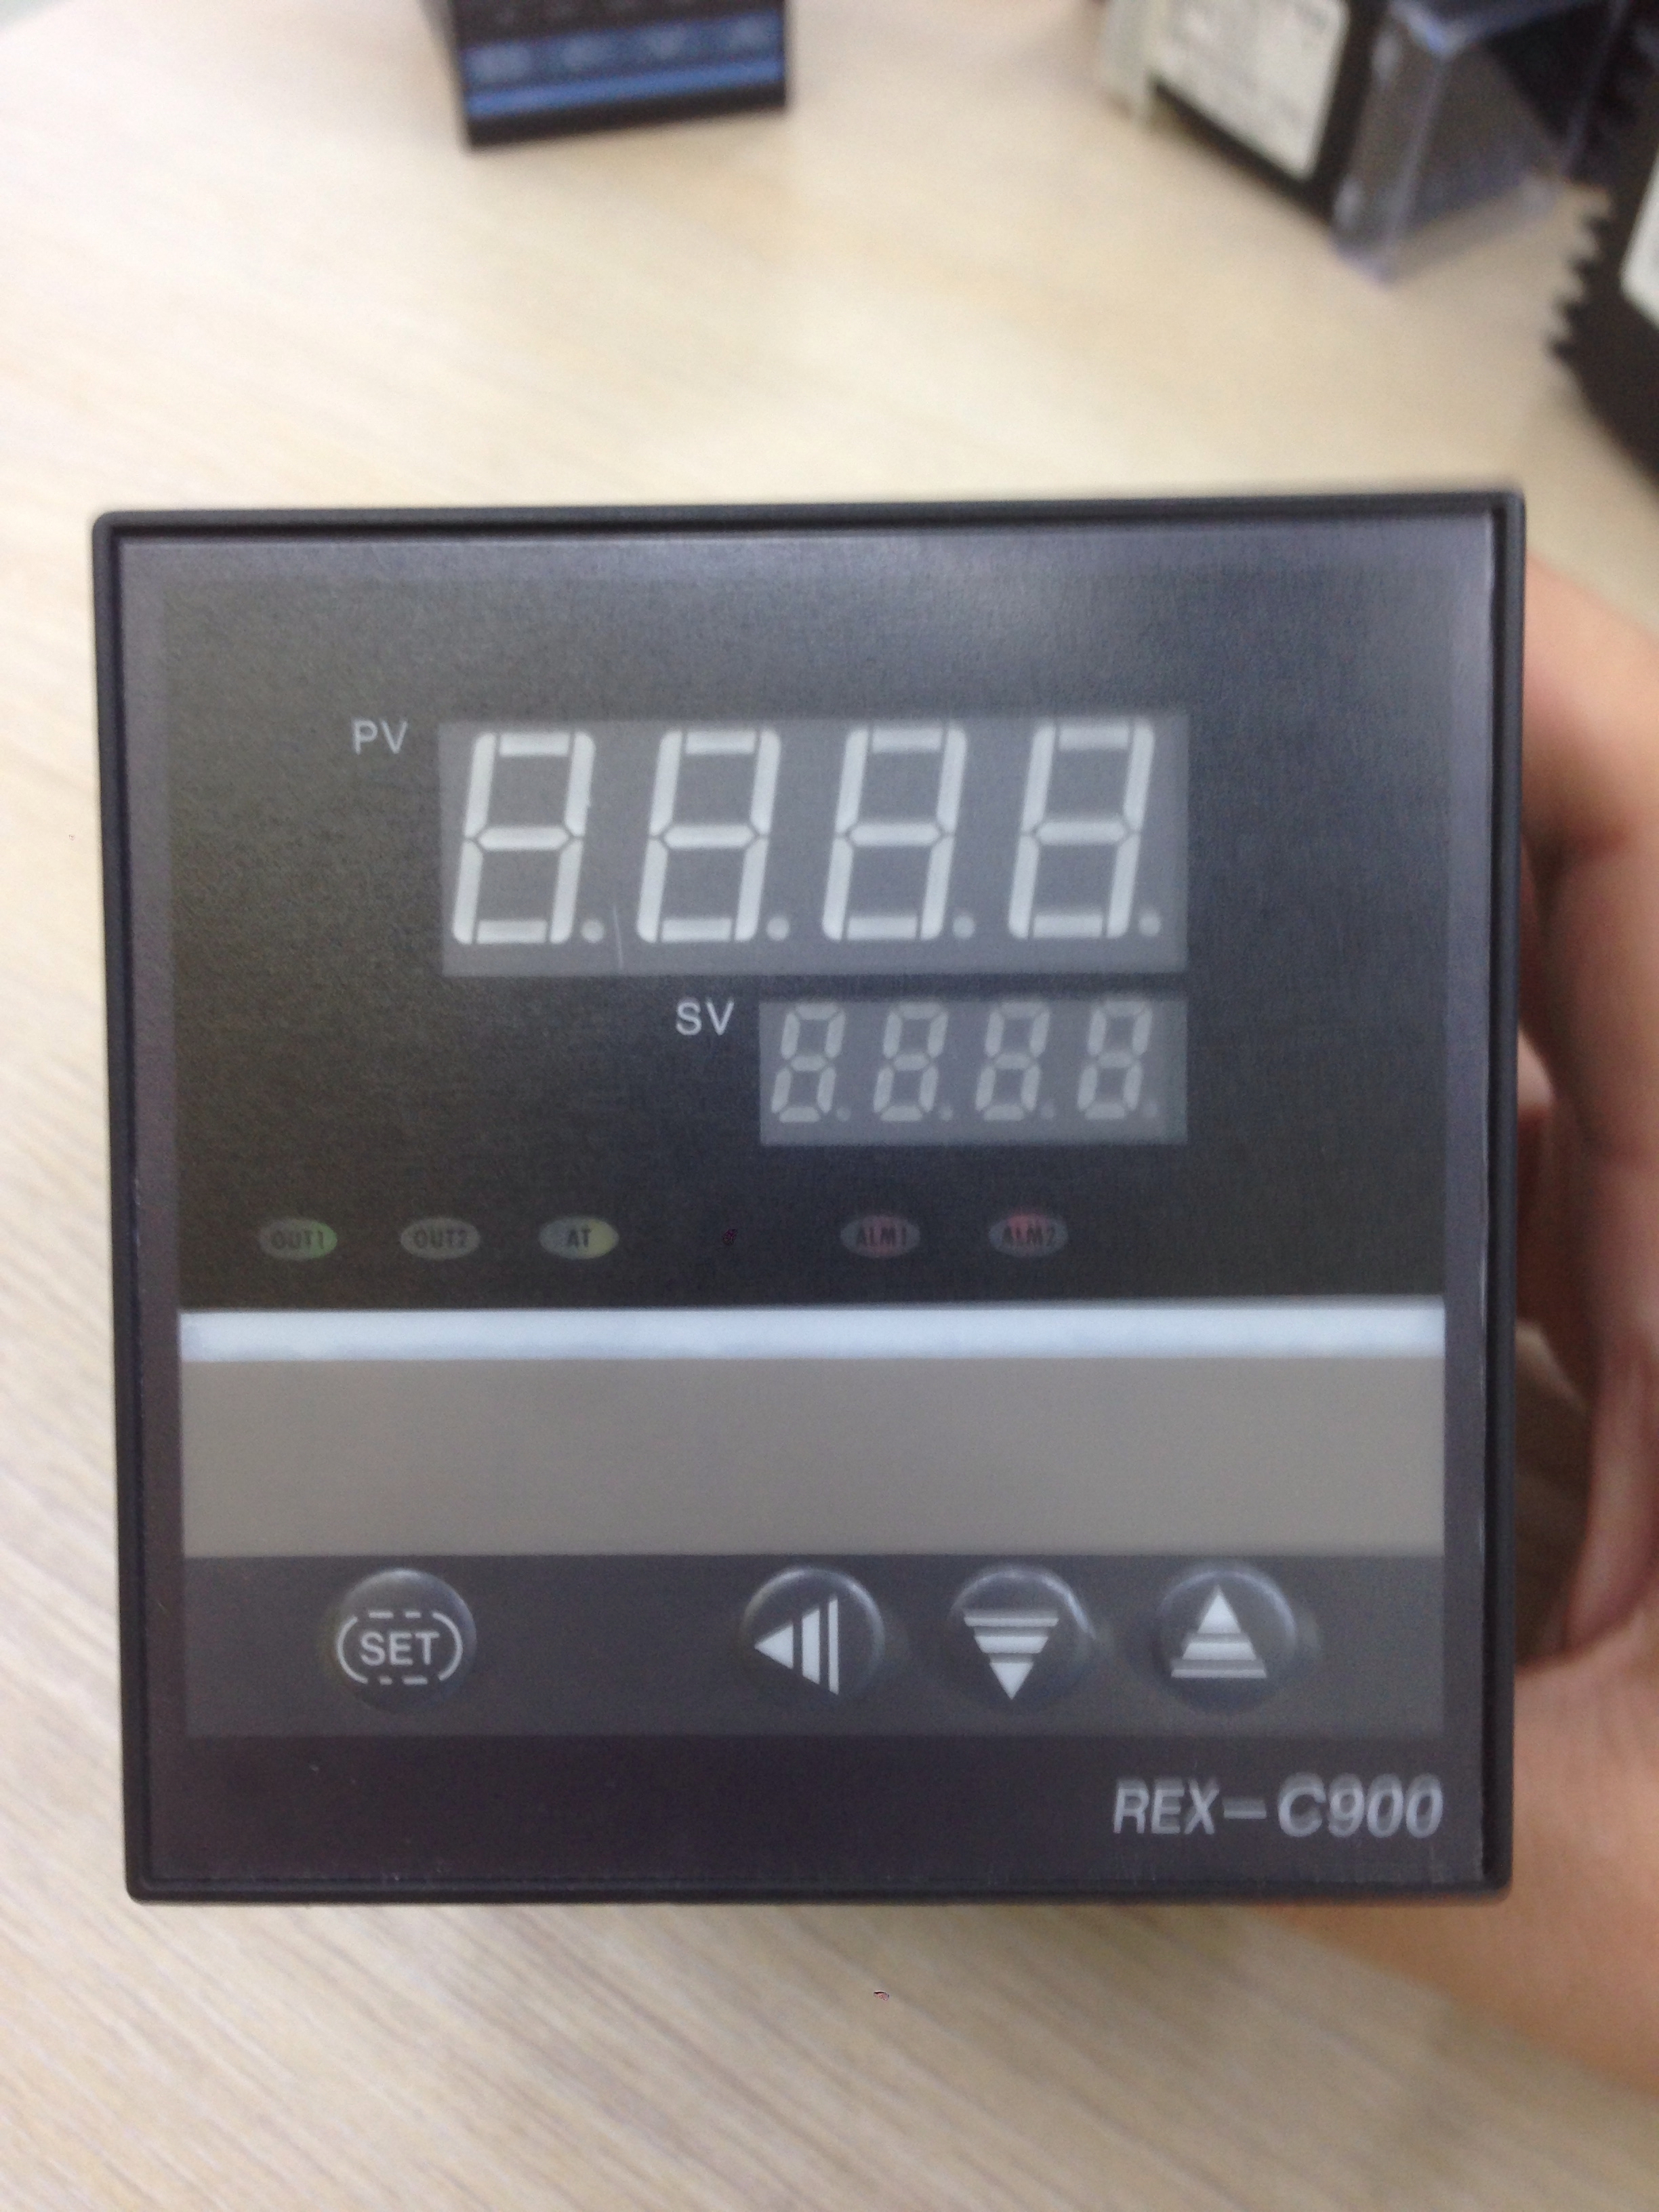 PV
SV
OUT1 OUT2 AT ALM1 ALM2
SET
REX-C900